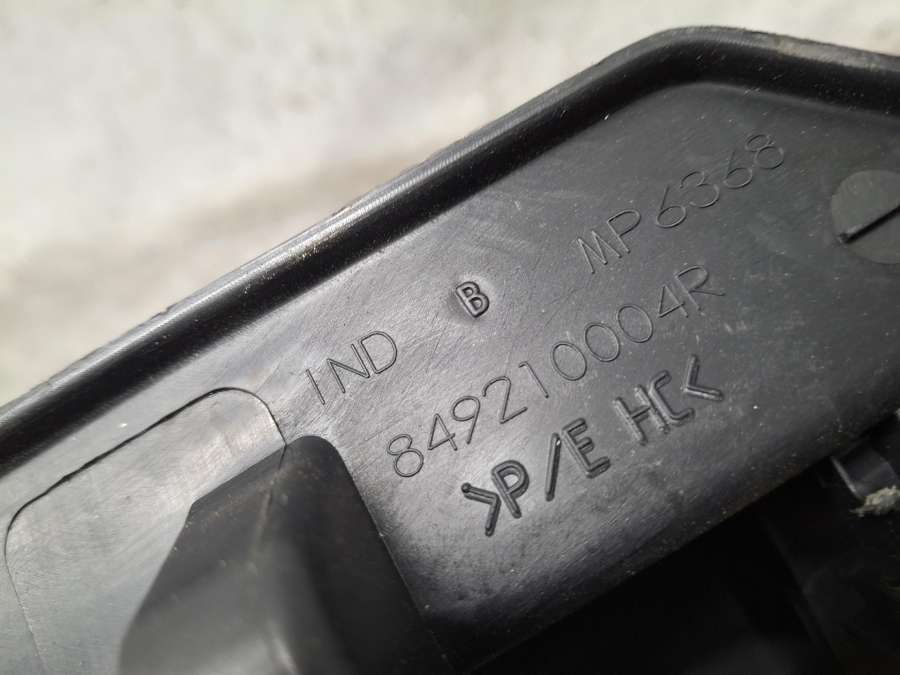 MP6368
IND B
849210004R
>P/E HC<